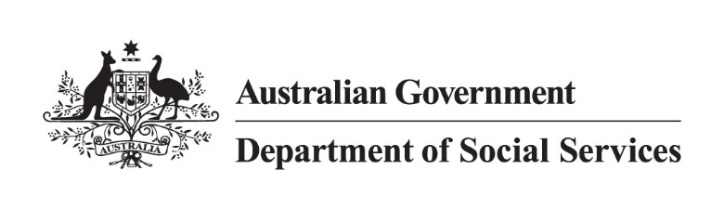 Australian Government
Department of Social Services
AUSTRALIA